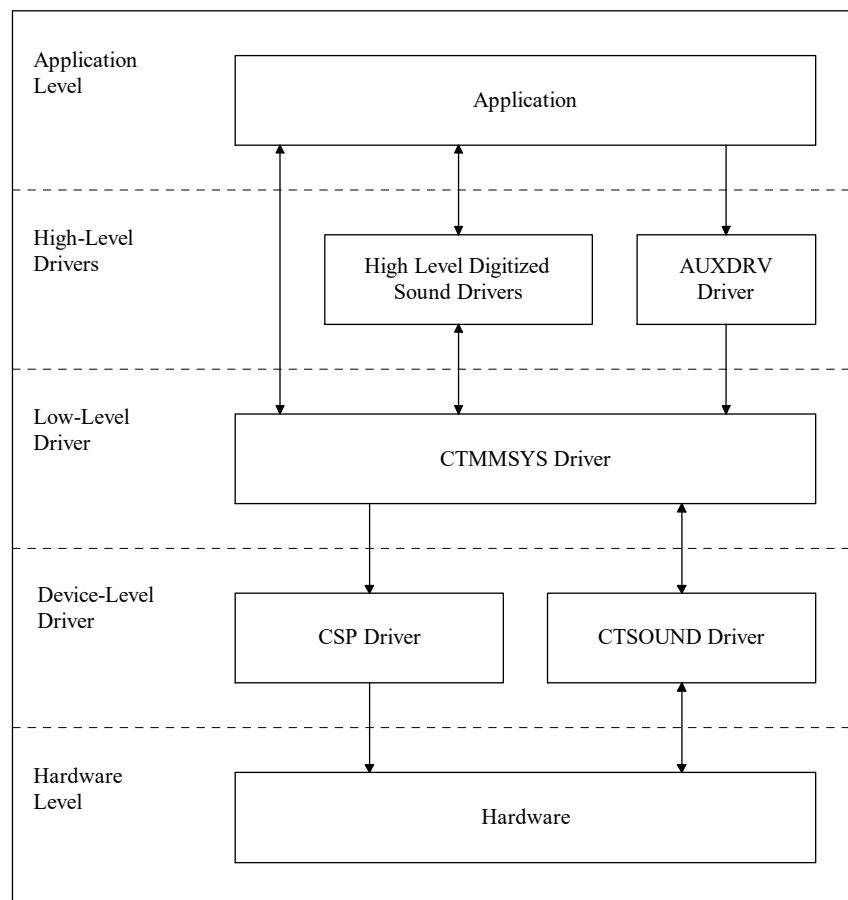 Application
Level
Application
High-Level
Drivers
High Level Digitized
Sound Drivers
AUXDRV
Driver
Low-Level
Driver
CTMMSYS Driver
Device-Level
Driver
CSP Driver
CTSOUND Driver
Hardware
Level
Hardware